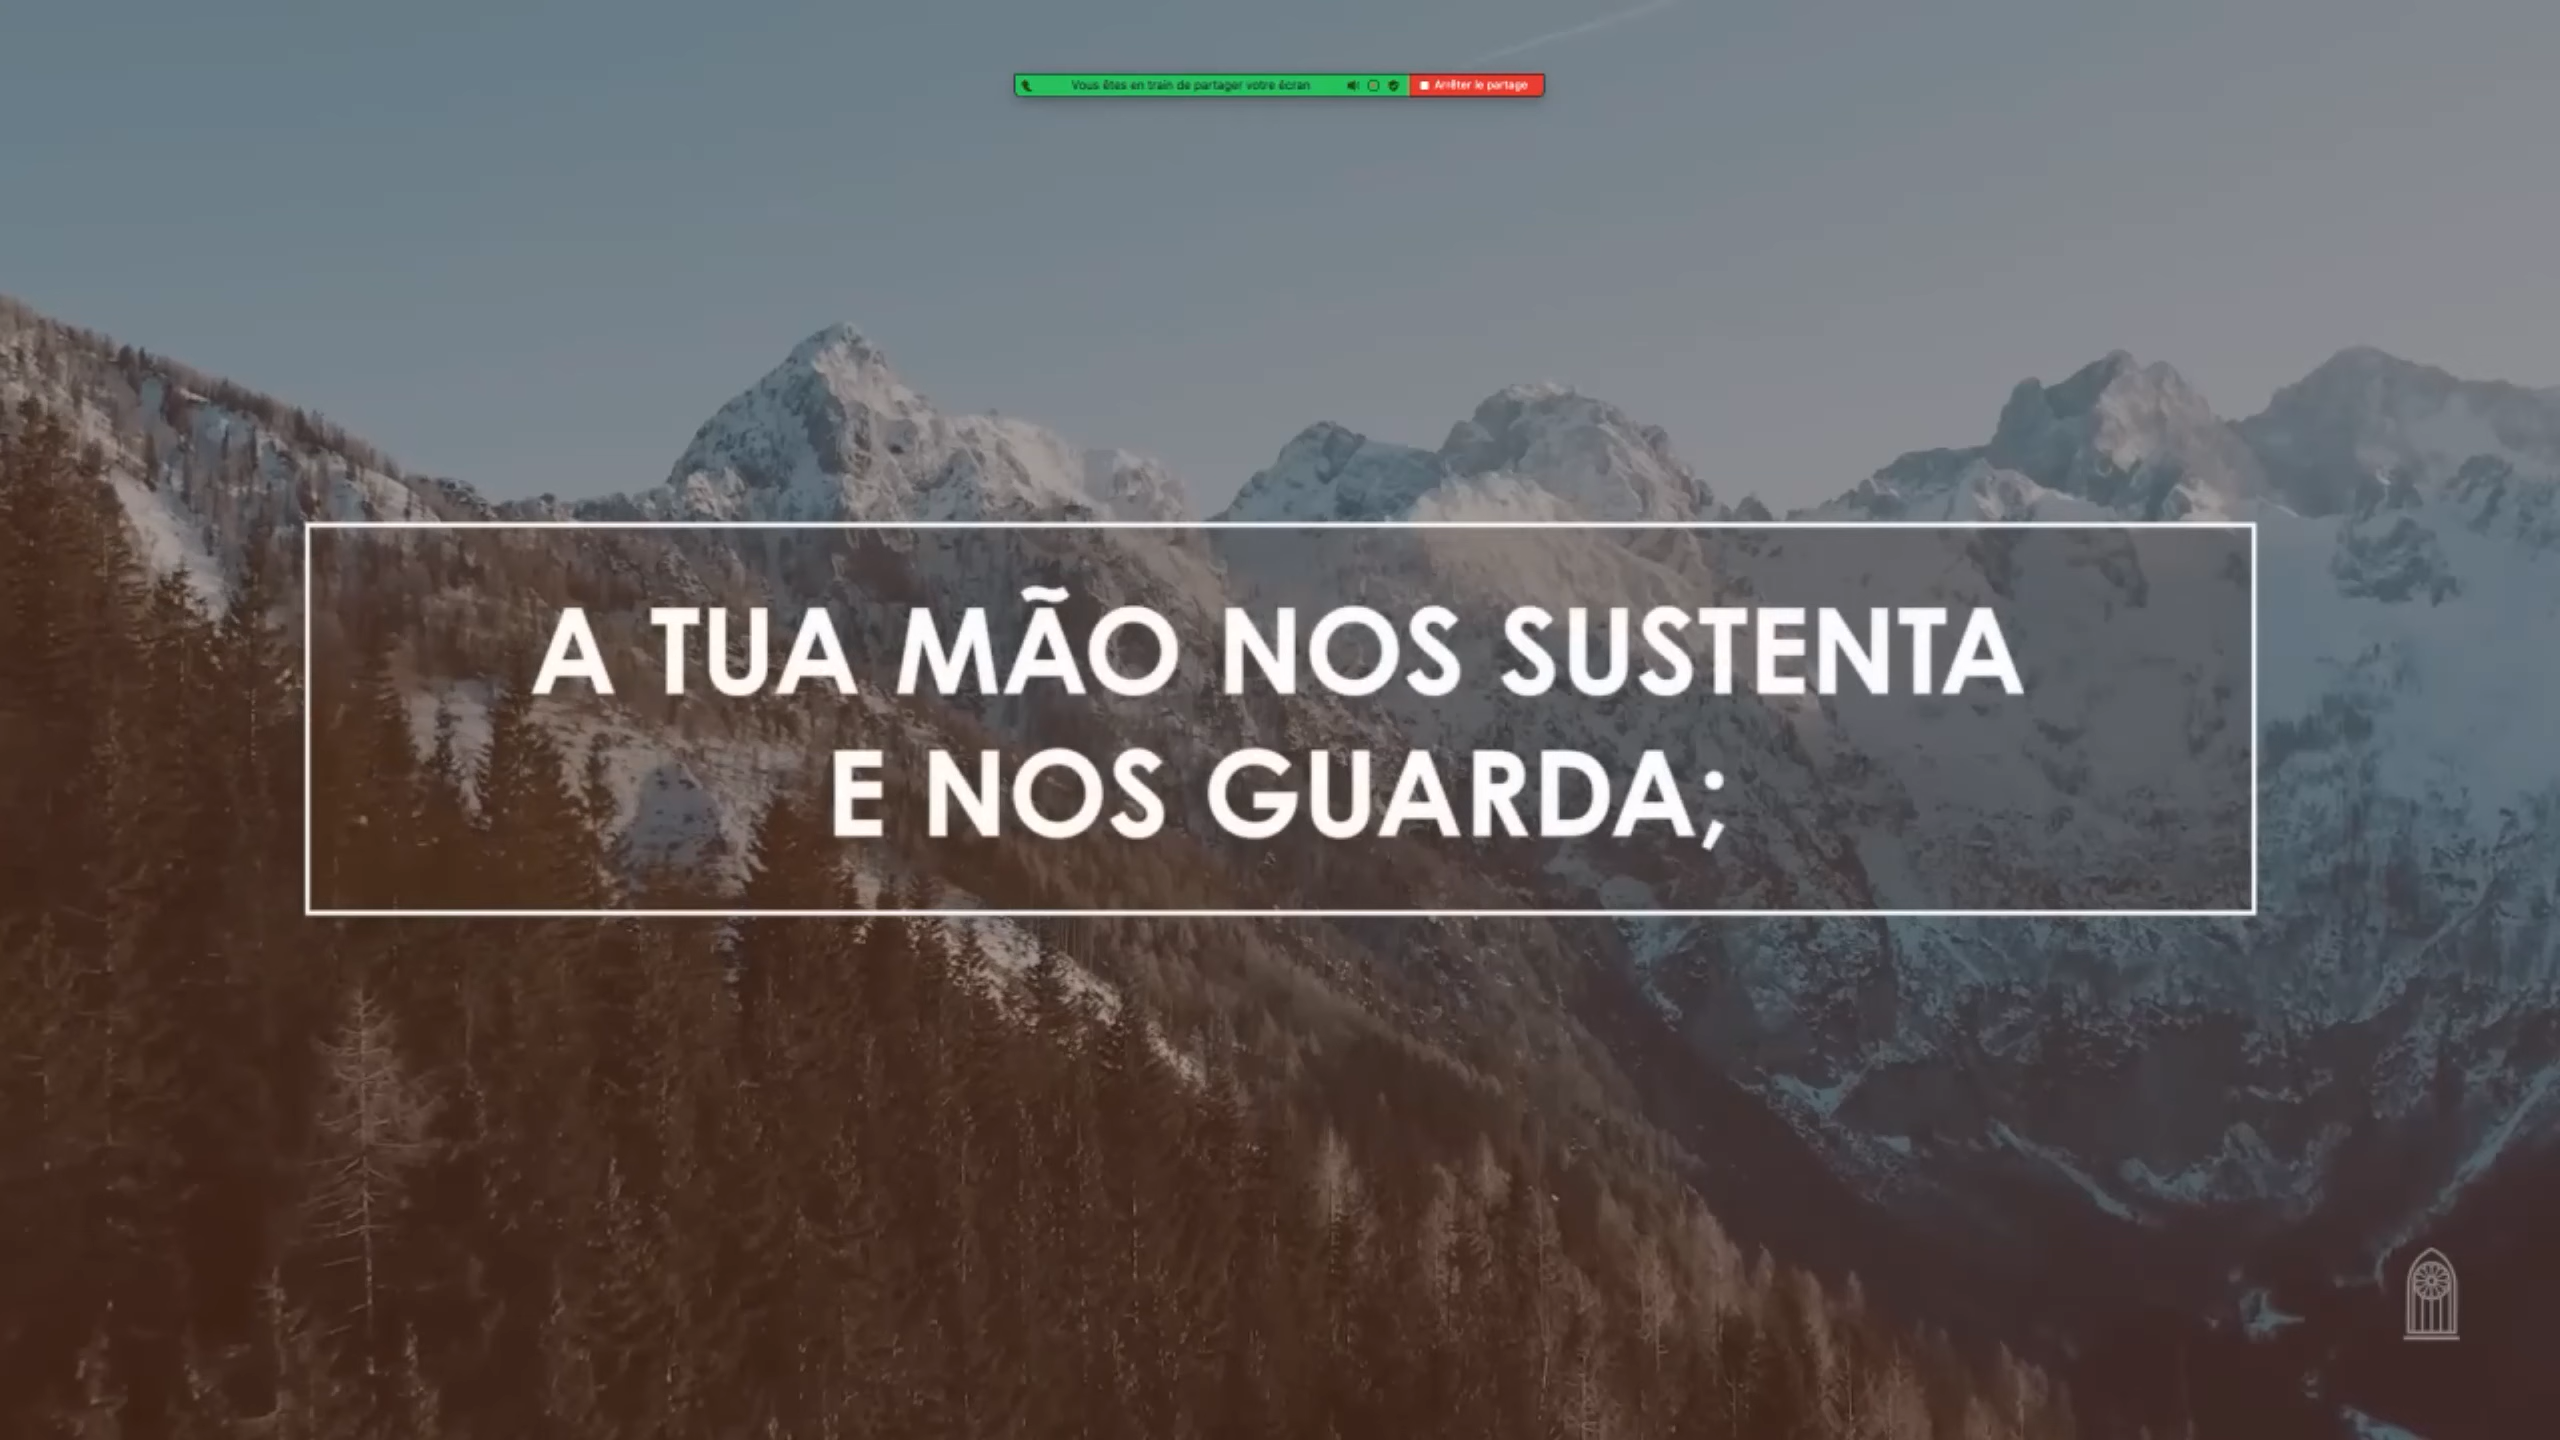 Vous êtes en train de partager votre écran
Arrêter le partage
A TUA MÃO NOS SUSTENTA
E NOS GUARDA;